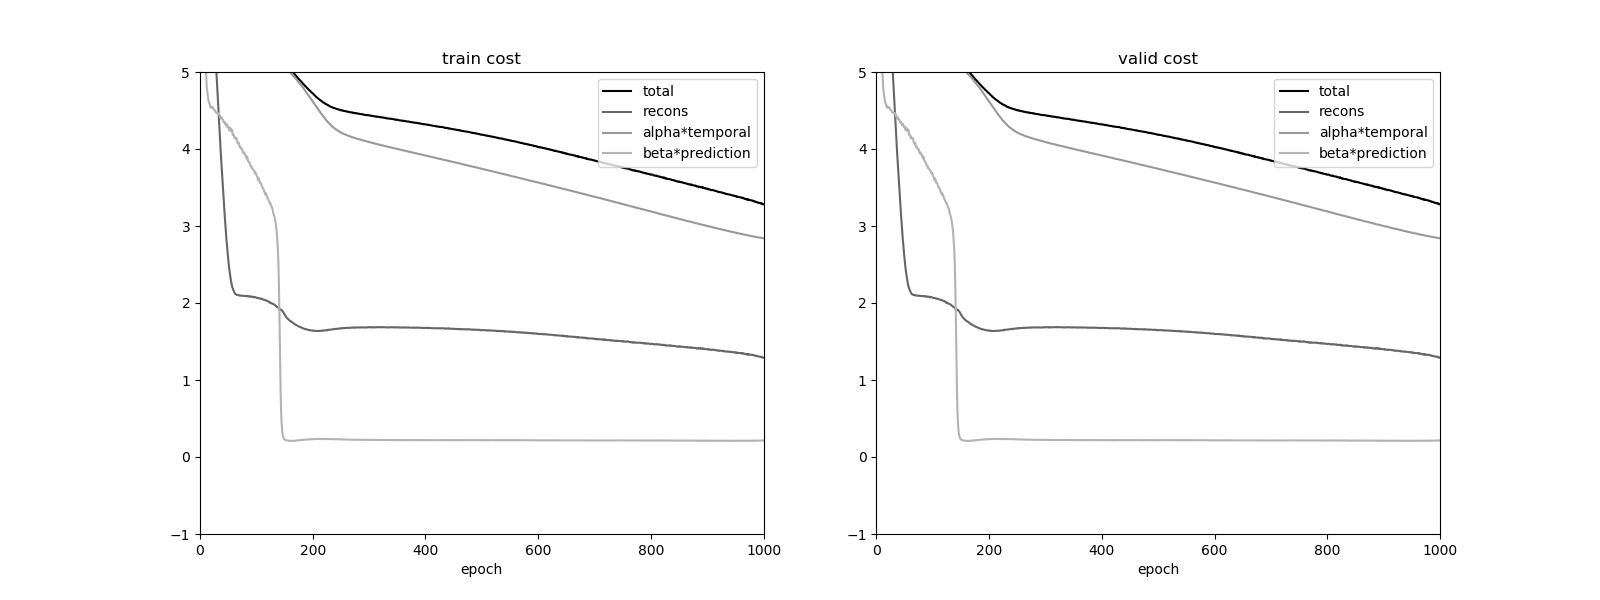 train cost
5
4
3
2
1
0
−1
0 200 400 600 800 1000
epoch
total
recons
alpha*temporal
beta*prediction
valid cost
5
4
3
2
1
0
−1
0 200 400 600 800 1000
epoch
total
recons
alpha*temporal
beta*prediction